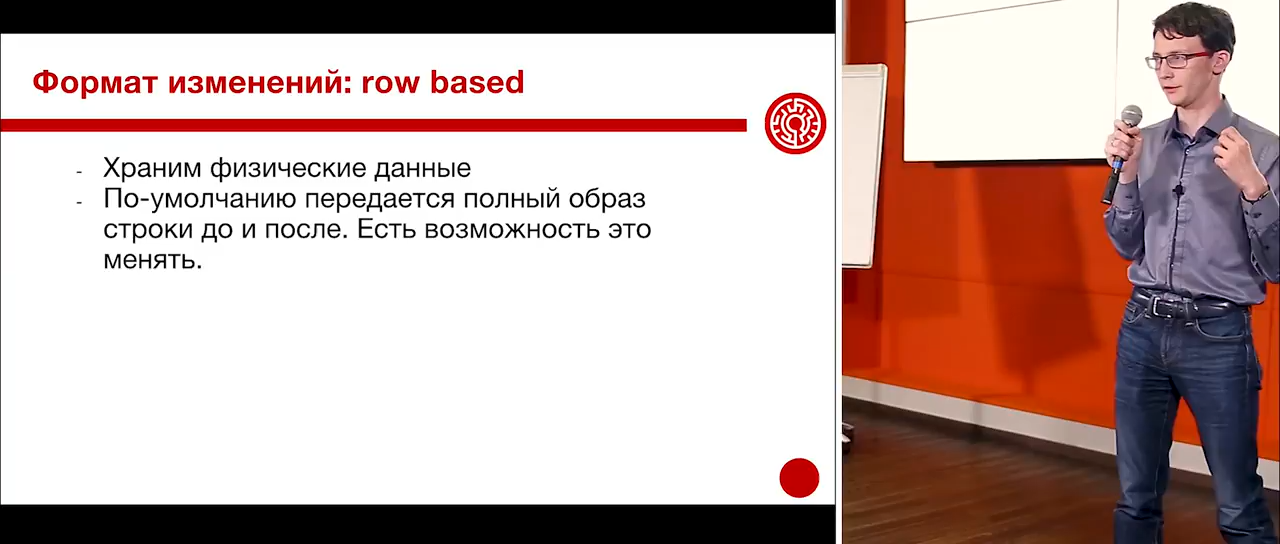 Формат изменений: row based
- Храним физические данные
- По-умолчанию передается полный образ
строки до и после. Есть возможность это
менять.